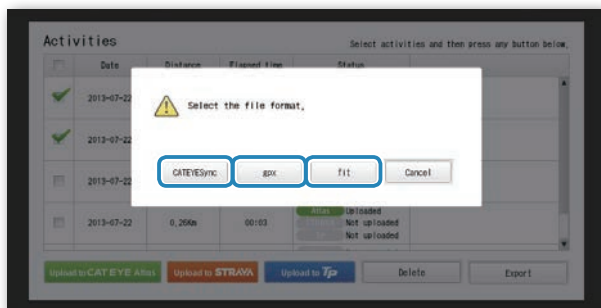 Activities
Select activities and then press any button below.
Date Distance Elapsed time Status
2013-07-22
Select the file format.
2013-07-22
CATEYESync gpx fit Cancel
2013-07-22
Atlas Uploaded
2013-07-22 0.26Km 00:03 Not uploaded
Not uploaded
Upload to CATEYE Atlas Upload to STRAVA Upload to Tp Delete Export